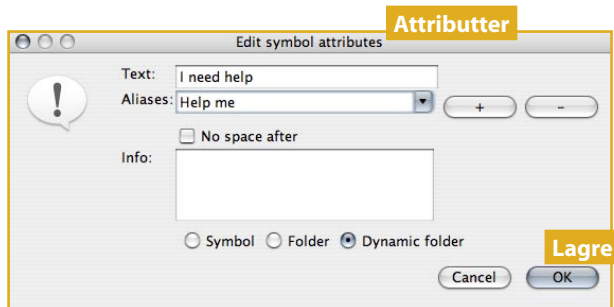 Attributter
Edit symbol attributes
Text: I need help
Aliases: Help me
+ -
No space after
Info:
Symbol Folder Dynamic folder
Lagre
Cancel OK